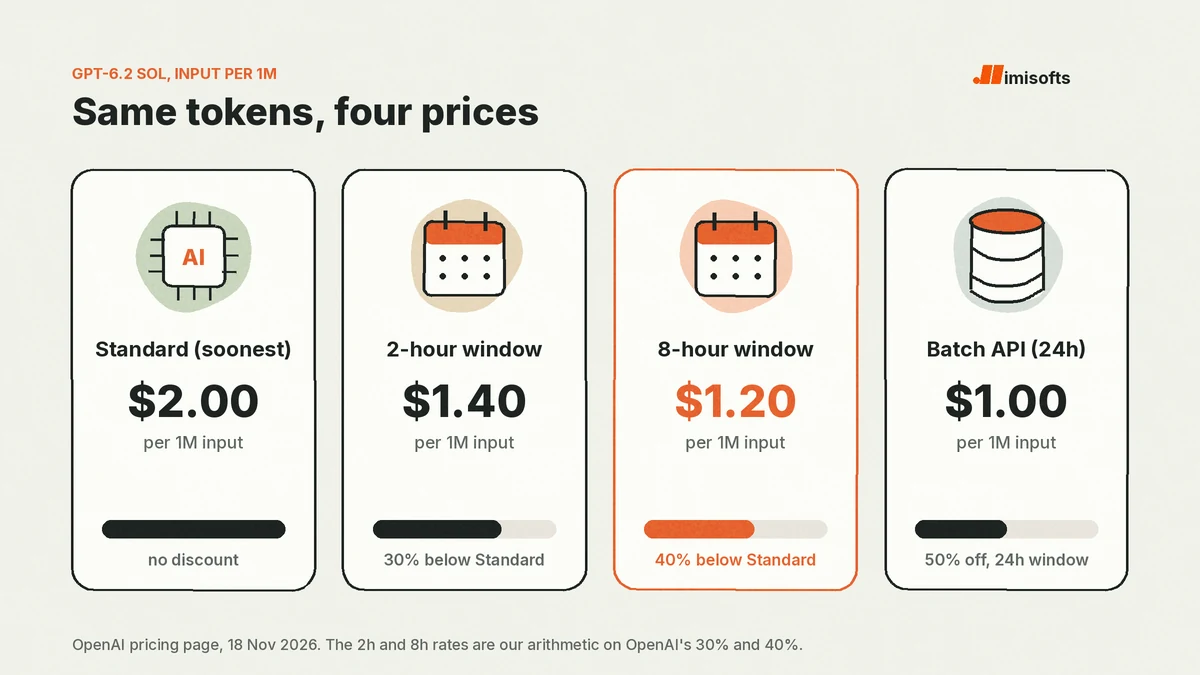 GPT-6.2 SOL, INPUT PER 1M
imisofts
Same tokens, four prices
AI
Standard (soonest)
$2.00
per 1M input
no discount
2-hour window
$1.40
per 1M input
30% below Standard
8-hour window
$1.20
per 1M input
40% below Standard
Batch API (24h)
$1.00
per 1M input
50% off, 24h window
OpenAI pricing page, 18 Nov 2026. The 2h and 8h rates are our arithmetic on OpenAI's 30% and 40%.